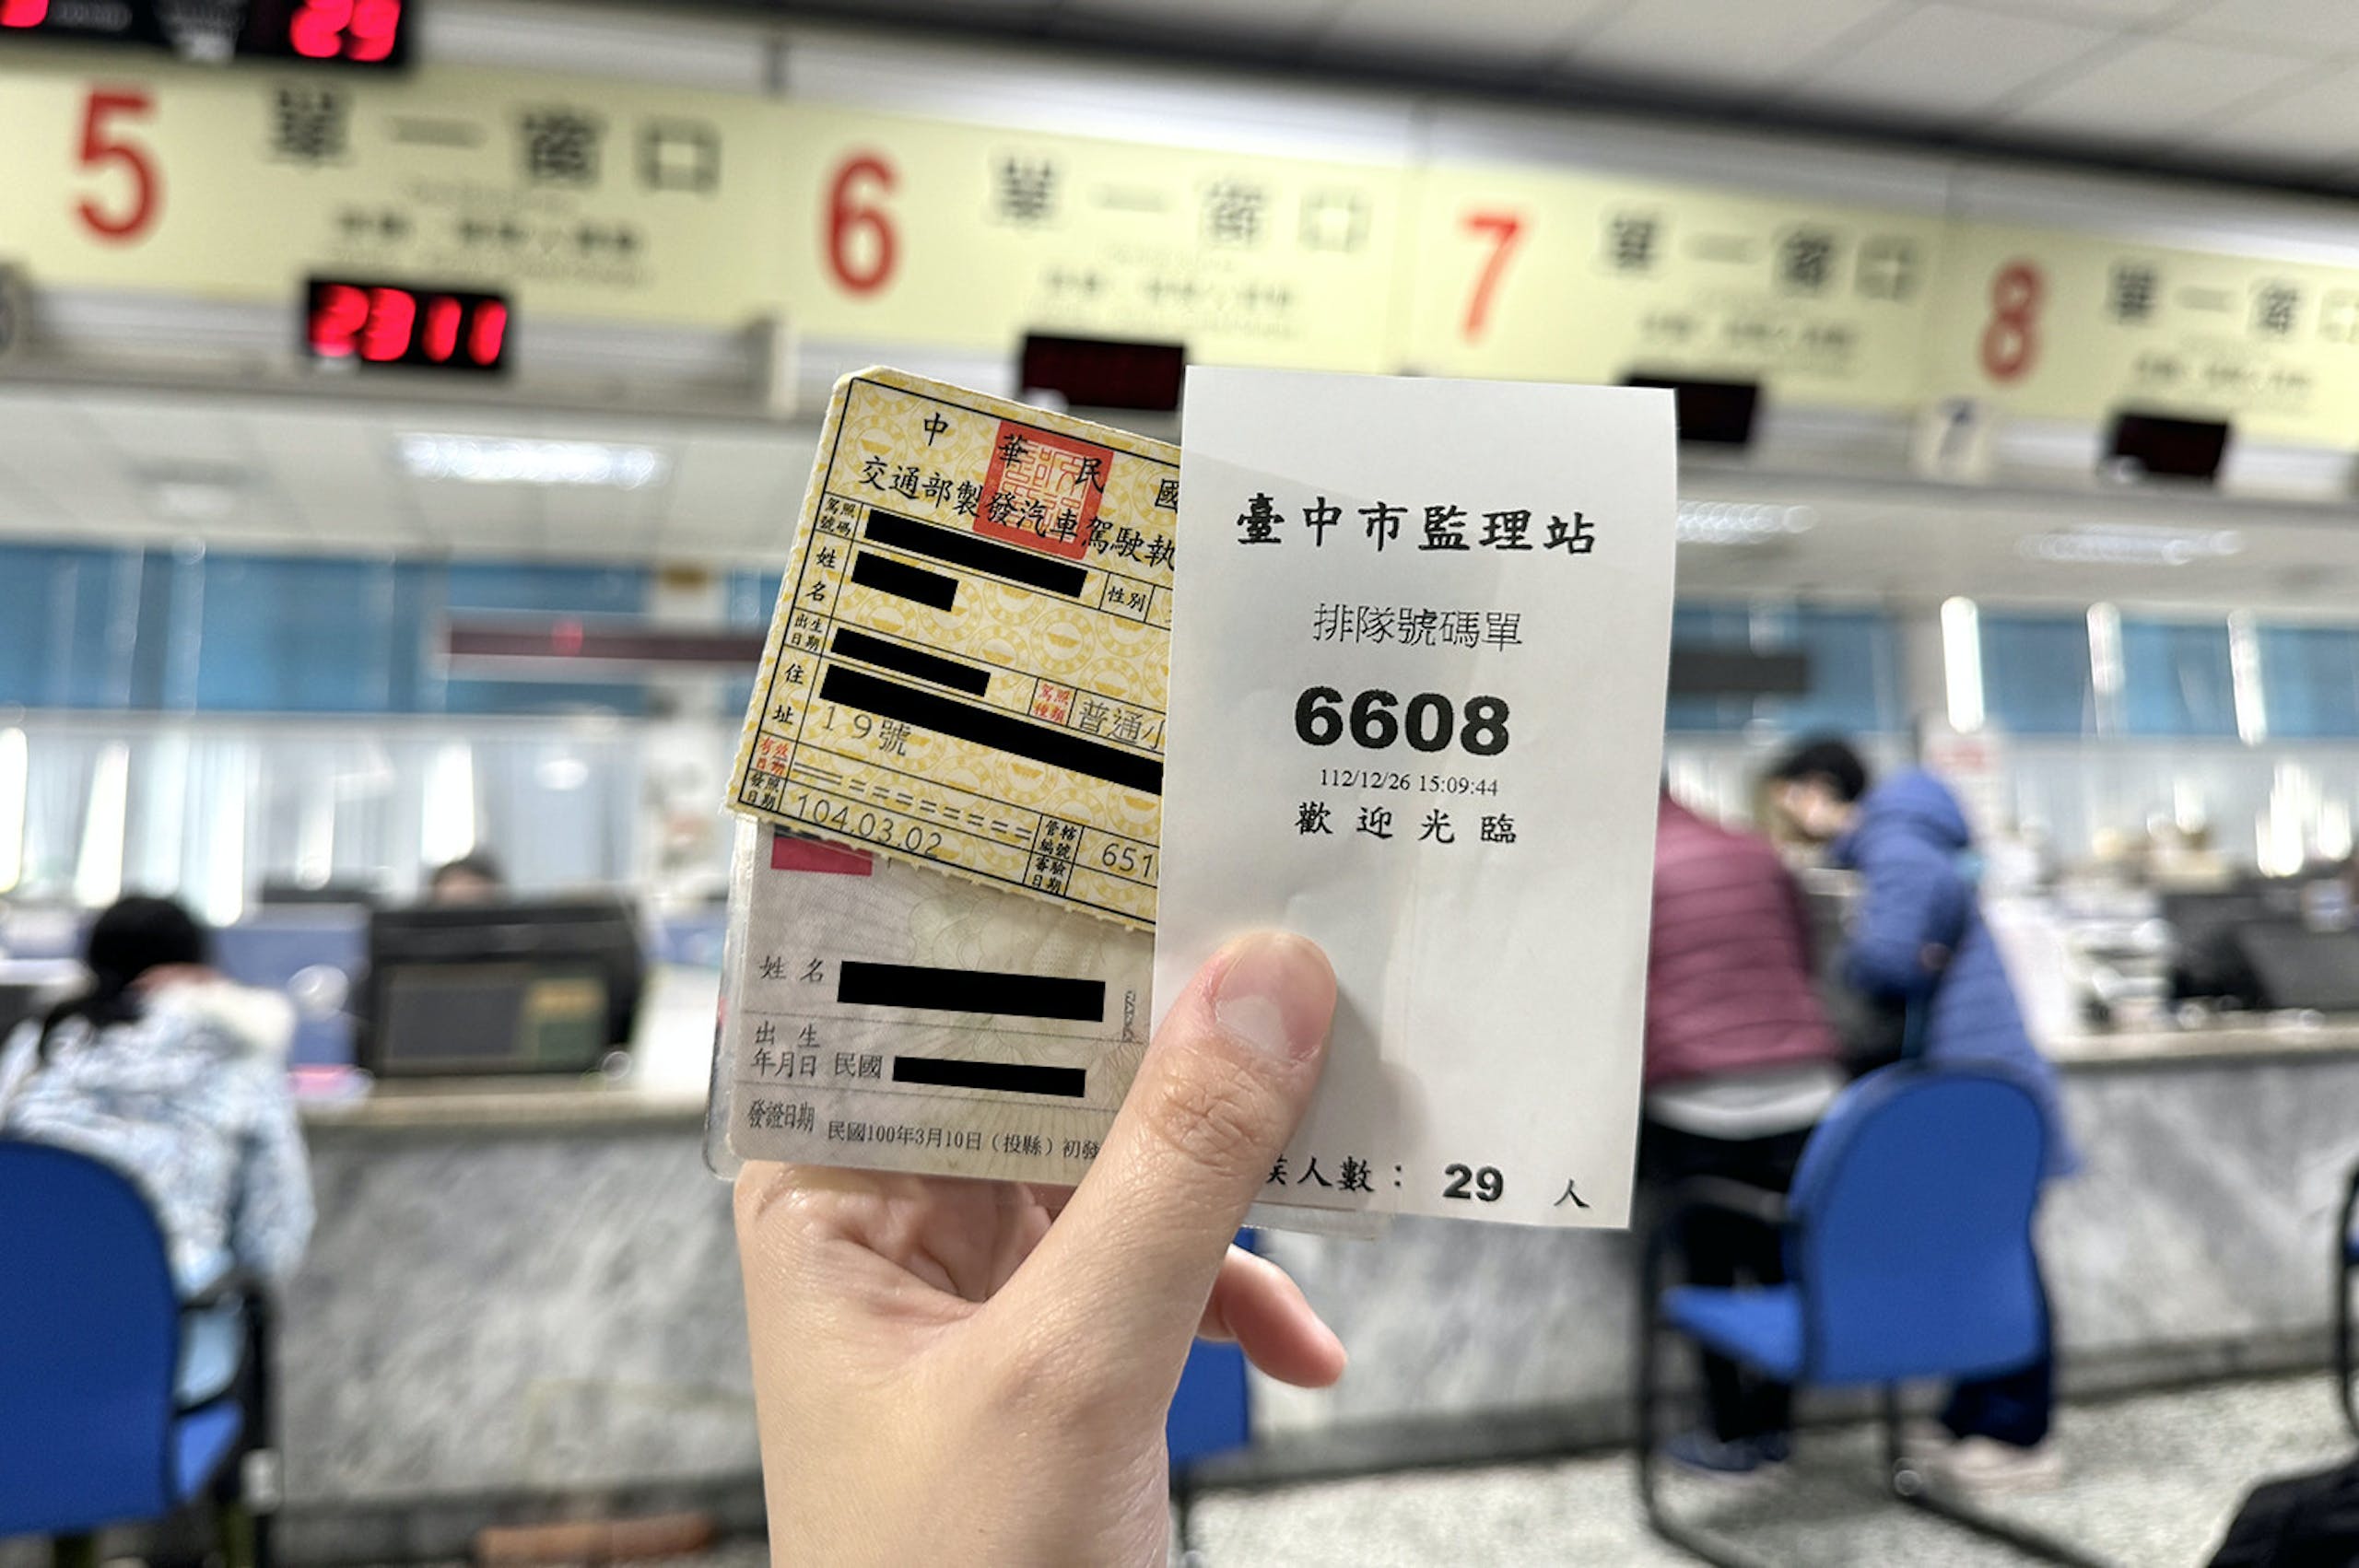 29
5 單一窗口
6 單一窗口
7 單一窗口
8 單一窗口
2311
中華民國
交通部製發汽車駕駛執
駕照號碼
姓名
性別
出生日期
駕照種類 普通小
住址
19號
有效日期
發照日期 104.03.02
管轄編號 651
審驗日期
姓名
出生
年月日 民國
發證日期 民國100年3月10日(投縣)初發
臺中市監理站
排隊號碼單
6608
112/12/26 15:09:44
歡迎光臨
人數: 29 人